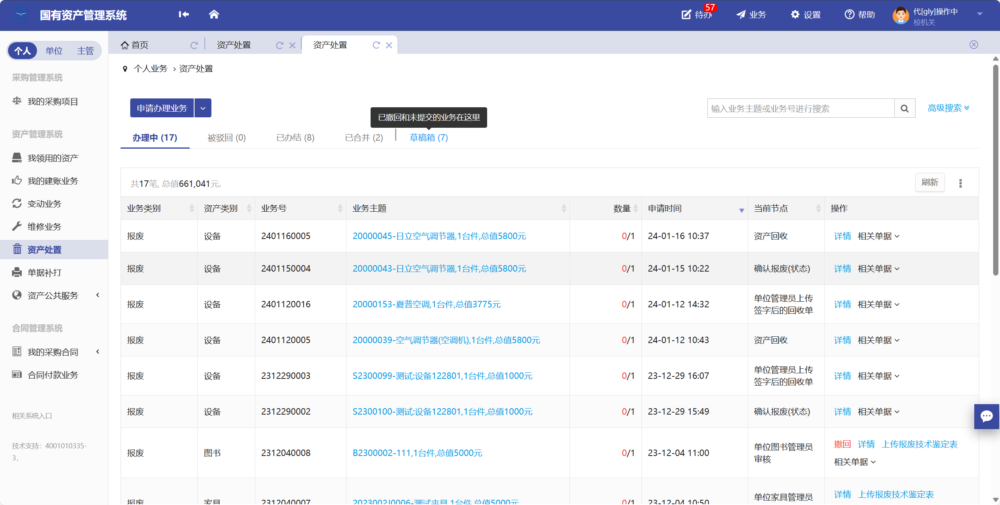 国有资产管理系统
待办 57
业务
设置
帮助
代[gly]操作中
校机关
个人 单位 主管
采购管理系统
我的采购项目
资产管理系统
我领用的资产
我的建账业务
变动业务
维修业务
资产处置
单据补打
资产公共服务
合同管理系统
我的采购合同
合同付款业务
相关系统入口
技术支持：4001010335-
3，
首页 资产处置 资产处置
个人业务 > 资产处置
申请办理业务
输入业务主题或业务号进行搜索
高级搜索
已撤回和未提交的业务在这里
办理中 (17) 被驳回 (0) 已办结 (8) 已合并 (2) 草稿箱 (7)
共17笔, 总值661,041元.
刷新
业务类别 资产类别 业务号 业务主题 数量 申请时间 当前节点 操作
报废 设备 2401160005 20000045-日立空气调节器,1台件,总值5800元 0/1 24-01-16 10:37 资产回收 详情 相关单据
报废 设备 2401150004 20000043-日立空气调节器,1台件,总值5800元 0/1 24-01-15 10:22 确认报废(状态) 详情 相关单据
报废 设备 2401120016 20000153-夏普空调,1台件,总值3775元 0/1 24-01-12 14:32 单位管理员上传签字后的回收单 详情 相关单据
报废 设备 2401120005 20000039-空气调节器(空调机),1台件,总值5800元 0/1 24-01-12 10:43 资产回收 详情 相关单据
报废 设备 2312290003 S2300099-测试:设备122801,1台件,总值1000元 0/1 23-12-29 16:07 单位管理员上传签字后的回收单 详情 相关单据
报废 设备 2312290002 S2300100-测试:设备122801,1台件,总值1000元 0/1 23-12-29 15:49 确认报废(状态) 详情 相关单据
报废 图书 2312040008 B2300002-111,1台件,总值5000元 0/1 23-12-04 11:00 单位图书管理员审核 撤回 详情 上传报废技术鉴定表
相关单据
报废 家具 2312040007 2023002J0006-测试夹具,1台件,总值5000元 0/1 23-12-04 10:50 单位家具管理员 详情 上传报废技术鉴定表